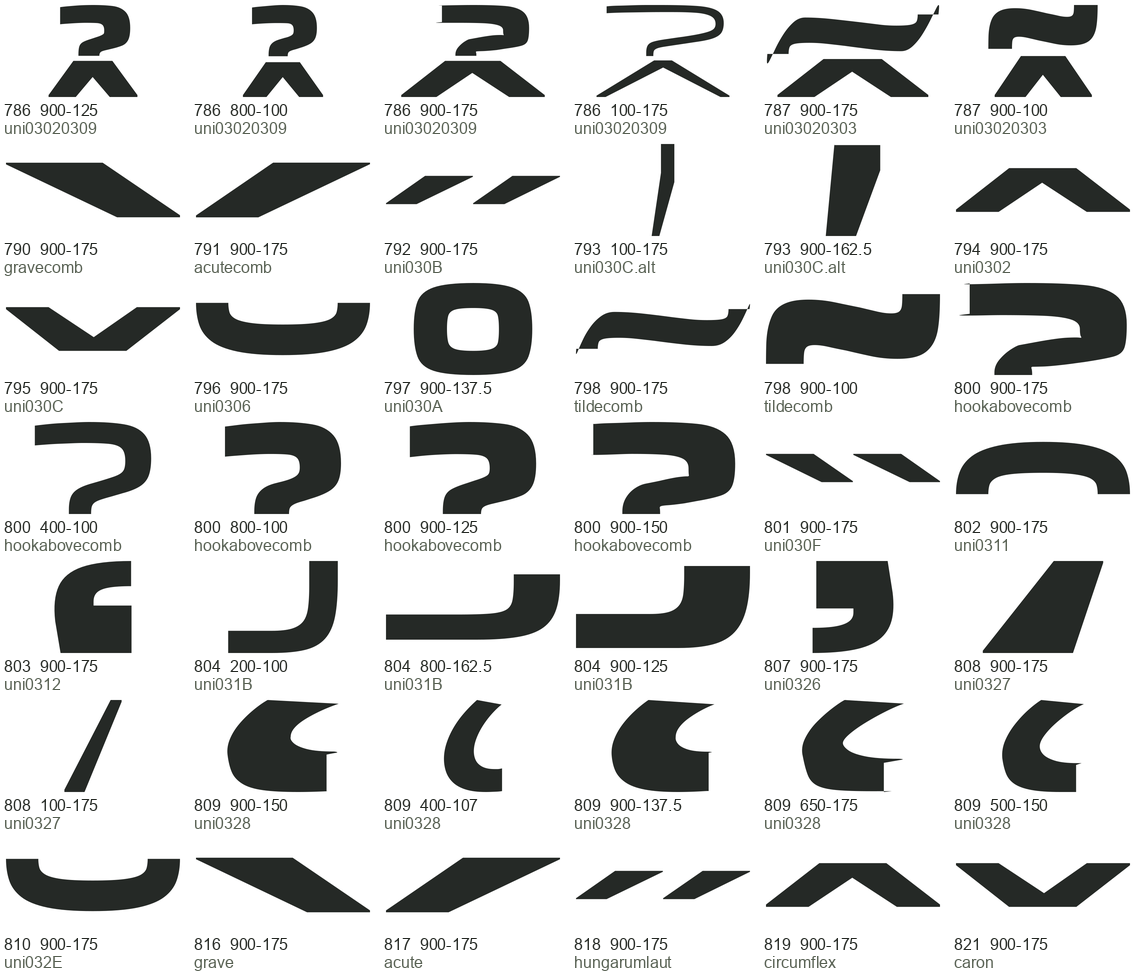 786 900-125 786 800-100 786 900-175 786 100-175 787 900-175 787 900-100
uni03020309 uni03020309 uni03020309 uni03020309 uni03020303 uni03020303
790 900-175 791 900-175 792 900-175 793 100-175 793 900-162.5 794 900-175
gravecomb acutecomb uni030B uni030C.alt uni030C.alt uni0302
795 900-175 796 900-175 797 900-137.5 798 900-175 798 900-100 800 900-175
uni030C uni0306 uni030A tildecomb tildecomb hookabovecomb
800 400-100 800 800-100 800 900-125 800 900-150 801 900-175 802 900-175
hookabovecomb hookabovecomb hookabovecomb hookabovecomb uni030F uni0311
803 900-175 804 200-100 804 800-162.5 804 900-125 807 900-175 808 900-175
uni0312 uni031B uni031B uni031B uni0326 uni0327
808 100-175 809 900-150 809 400-107 809 900-137.5 809 650-175 809 500-150
uni0327 uni0328 uni0328 uni0328 uni0328 uni0328
810 900-175 816 900-175 817 900-175 818 900-175 819 900-175 821 900-175
uni032E grave acute hungarumlaut circumflex caron